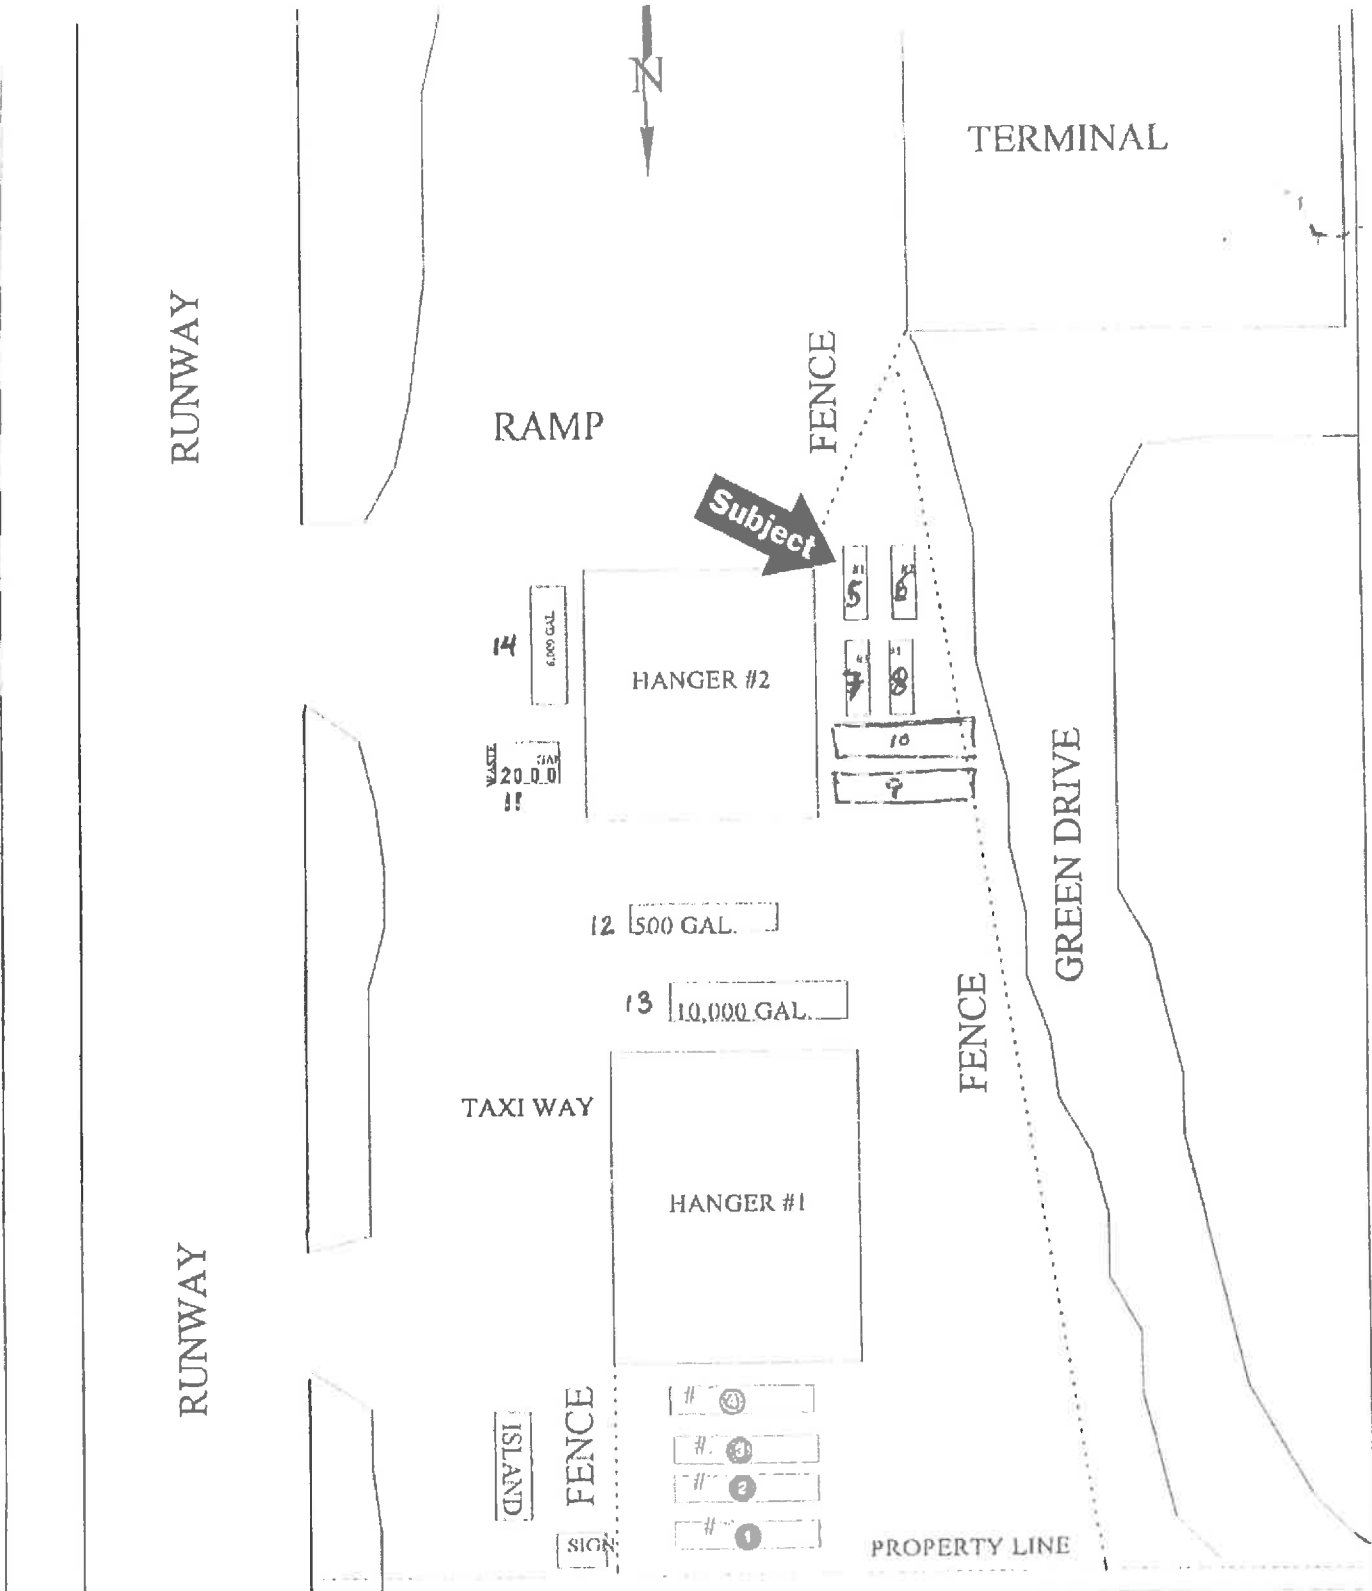 N
TERMINAL
RUNWAY
FENCE
RAMP
Subject
5
6
14
6,000 GAL
HANGER #2
7
8
10
9
WASTE
20 0 0
11
GREEN DRIVE
12 500 GAL.
FENCE
13 10,000 GAL.
TAXI WAY
HANGER #1
RUNWAY
FENCE
ISLAND
# 4
# 3
# 2
# 1
SIGN
PROPERTY LINE